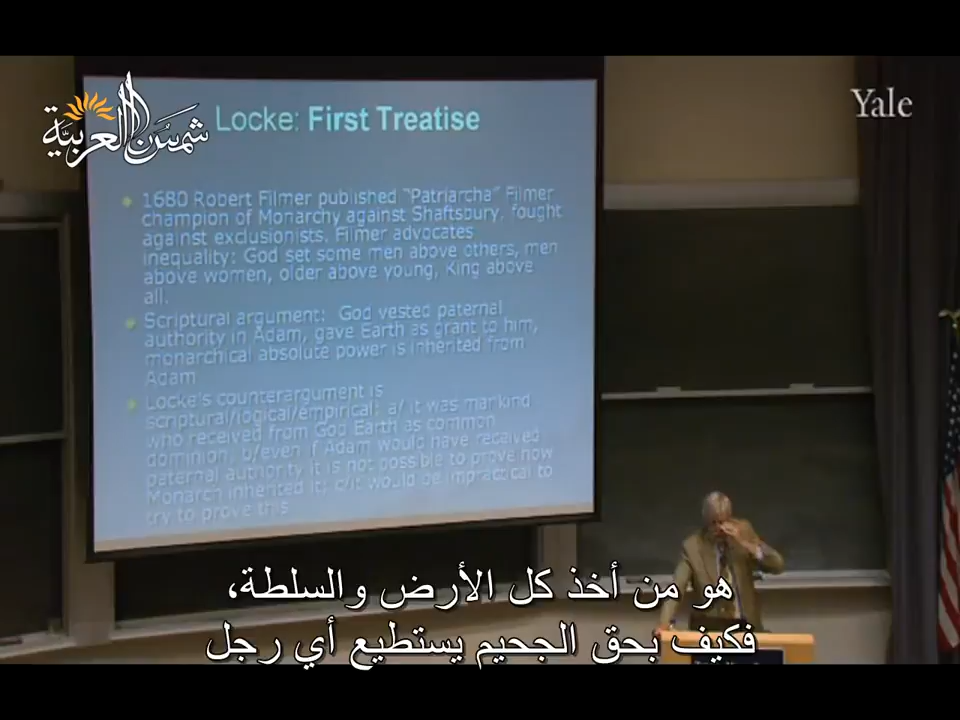 شمس العربية
Yale
Locke: First Treatise
1680 Robert Filmer published "Patriarcha" Filmer
champion of Monarchy against Shaftsbury, fought
against exclusionists. Filmer advocates
inequality: God set some men above others, men
above women, older above young, King above
all.
Scriptural argument: God vested paternal
authority in Adam, gave Earth as grant to him,
monarchical absolute power is inherited from
Adam
Locke's counterargument is
scriptural/logical/empirical: a/ it was mankind
who received from God Earth as common
dominion, b/even if Adam would have received
paternal authority it is not possible to prove how
Monarch inherited it; c/it would be impractical to
try to prove this
هو من أخذ كل الأرض والسلطة،
فكيف بحق الجحيم يستطيع أي رجل